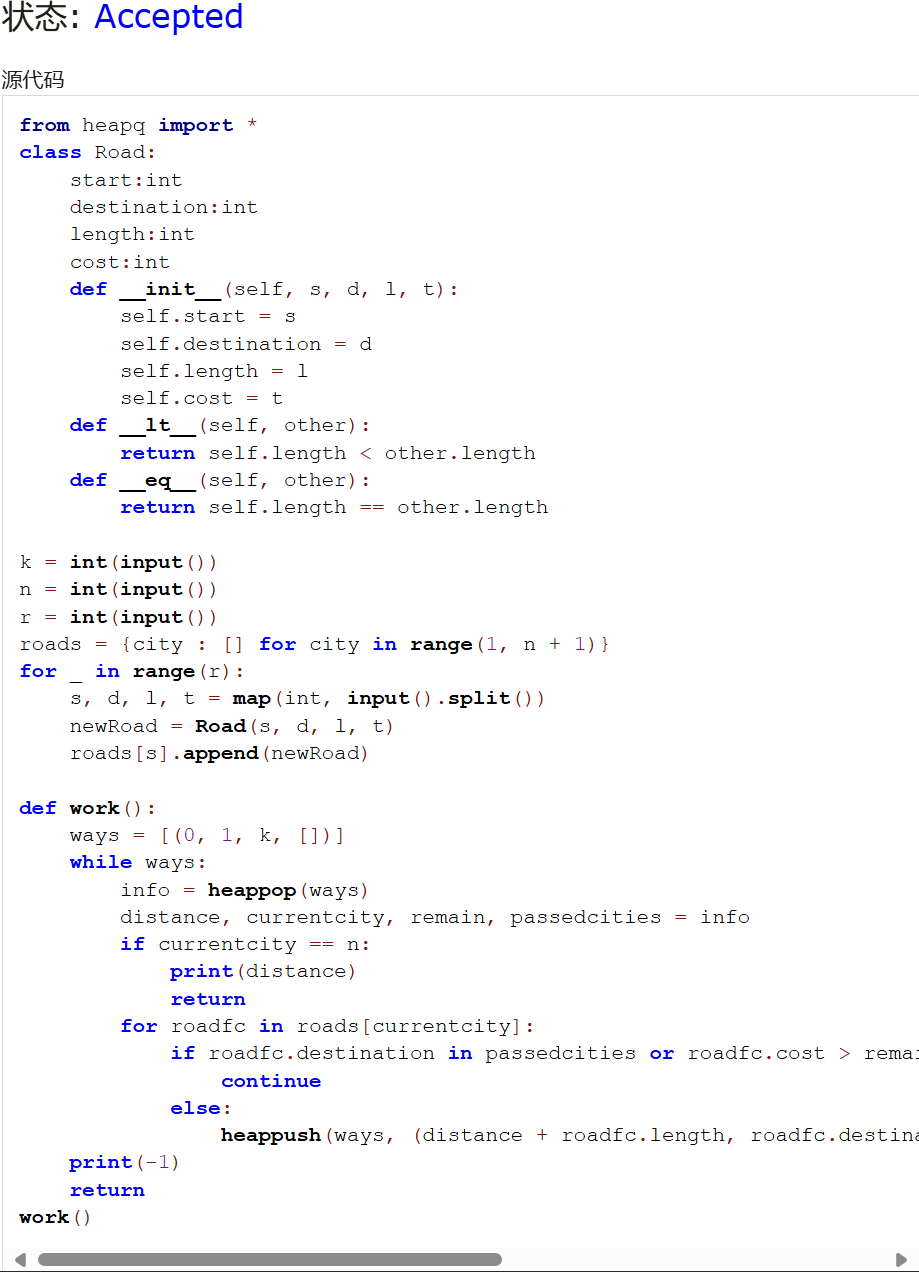 状态: Accepted
源代码
from heapq import *
class Road:
    start:int
    destination:int
    length:int
    cost:int
    def __init__(self, s, d, l, t):
        self.start = s
        self.destination = d
        self.length = l
        self.cost = t
    def __lt__(self, other):
        return self.length < other.length
    def __eq__(self, other):
        return self.length == other.length

k = int(input())
n = int(input())
r = int(input())
roads = {city : [] for city in range(1, n + 1)}
for _ in range(r):
    s, d, l, t = map(int, input().split())
    newRoad = Road(s, d, l, t)
    roads[s].append(newRoad)

def work():
    ways = [(0, 1, k, [])]
    while ways:
        info = heappop(ways)
        distance, currentcity, remain, passedcities = info
        if currentcity == n:
            print(distance)
            return
        for roadfc in roads[currentcity]:
            if roadfc.destination in passedcities or roadfc.cost >
                continue
            else:
                heappush(ways, (distance + roadfc.length,
    print(-1)
    return
work()